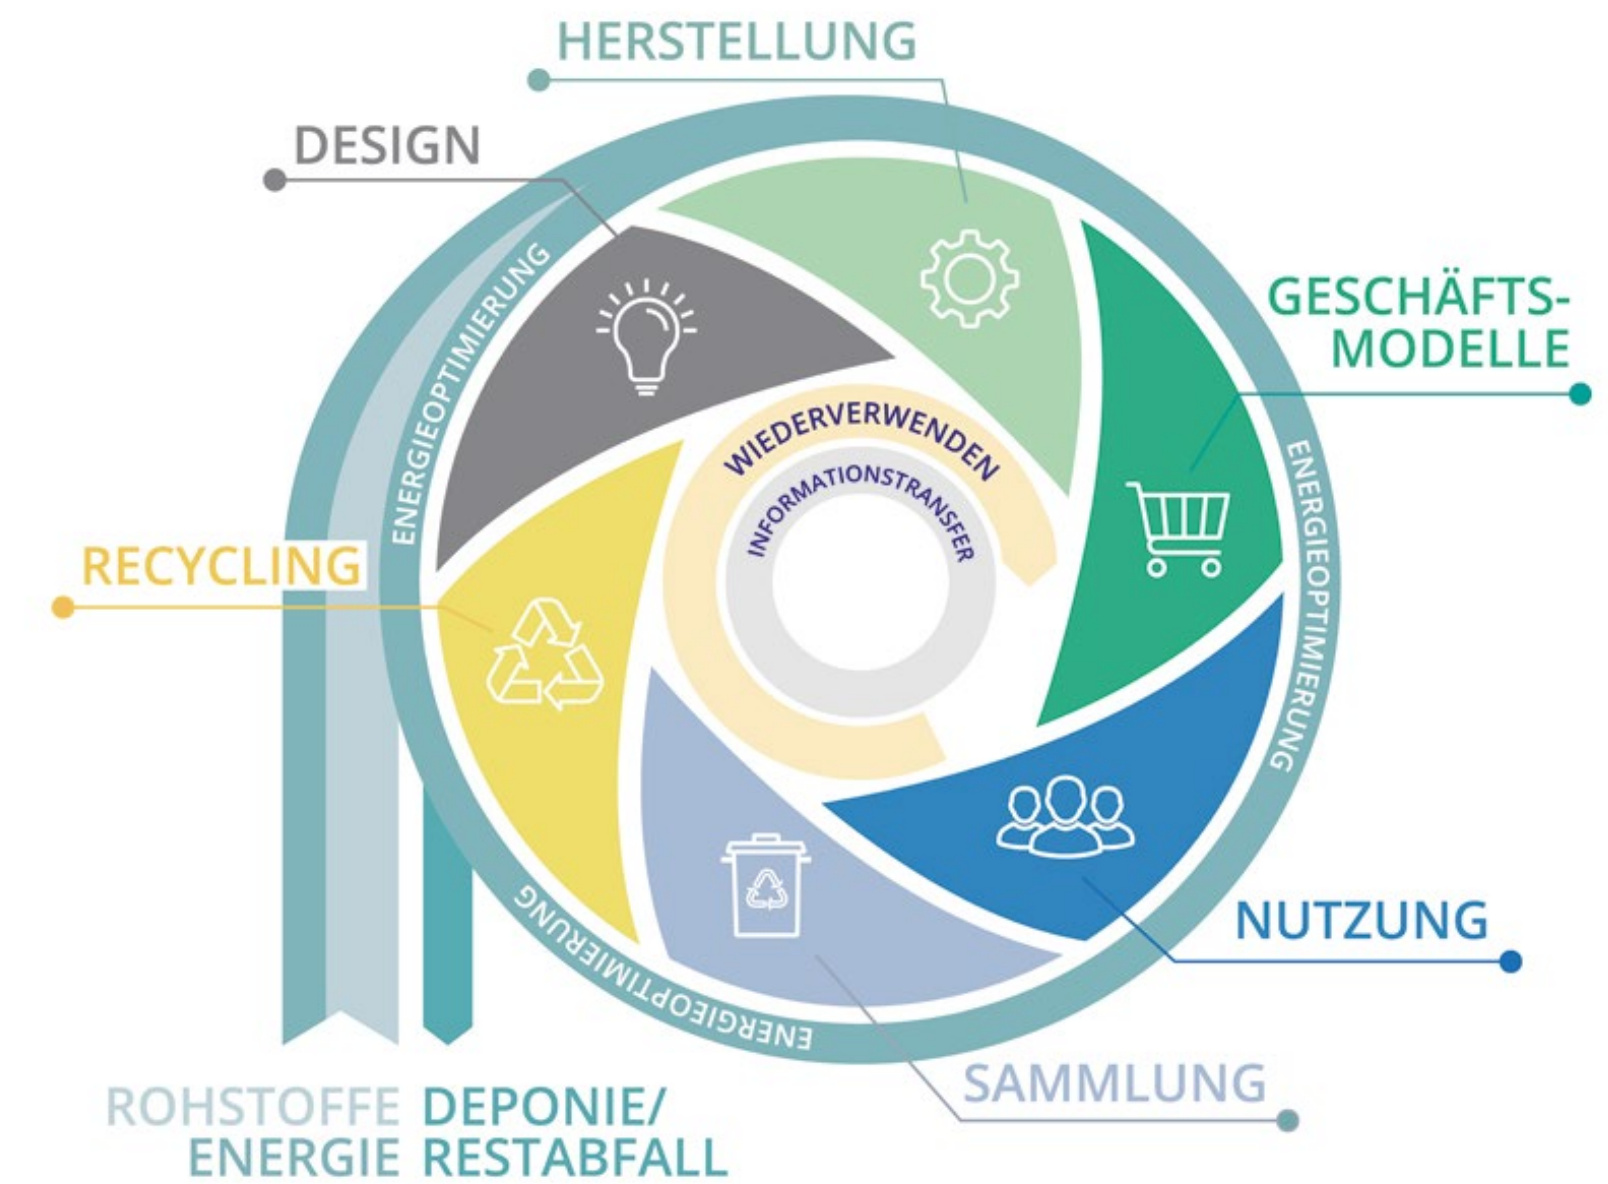 HERSTELLUNG
DESIGN
GESCHÄFTS-
MODELLE
ENERGIEOPTIMIERUNG
WIEDERVERWENDEN
INFORMATIONSTRANSFER
ENERGIEOPTIMIERUNG
RECYCLING
ENERGIEOPTIMIERUNG
NUTZUNG
SAMMLUNG
ROHSTOFFE
ENERGIE
DEPONIE/
RESTABFALL